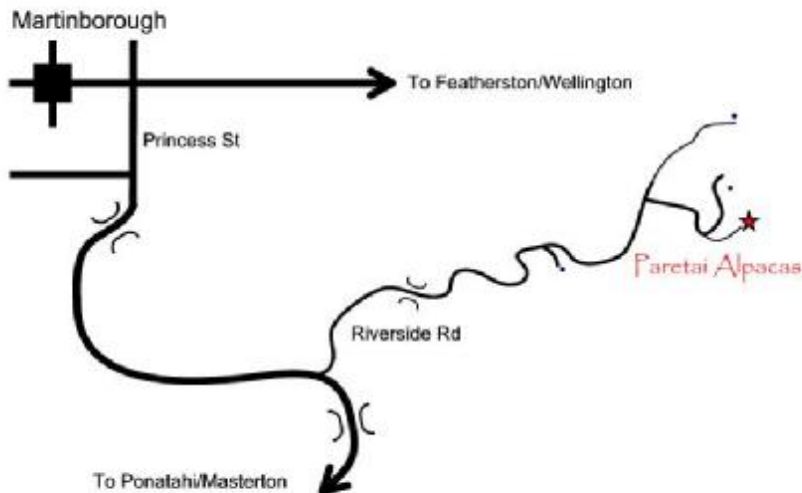 Martinborough
To Featherston/Wellington
Princess St
Paretai Alpacas
Riverside Rd
To Ponatahi/Masterton